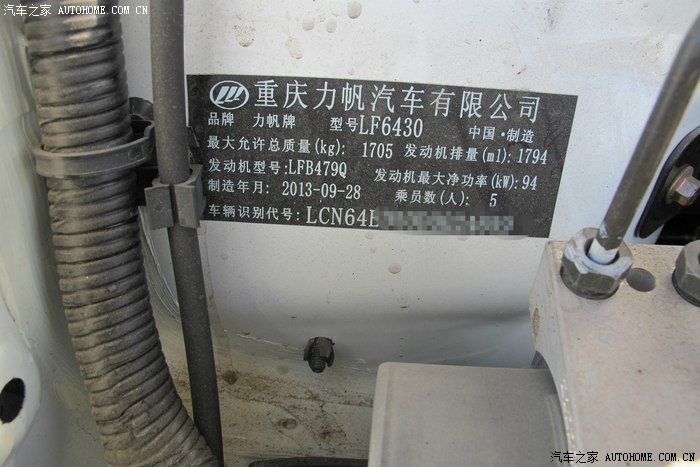 汽车之家 AUTOHOME.COM.CN
重庆力帆汽车有限公司
品牌 力帆牌 型号LF6430 中国·制造
最大允许总质量(kg): 1705 发动机排量(ml): 1794
发动机型号:LFB479Q 发动机最大净功率(kW):94
制造年月: 2013-09-28 乘员数(人): 5
车辆识别代号: LCN64L
汽车之家 AUTOHOME.COM.CN